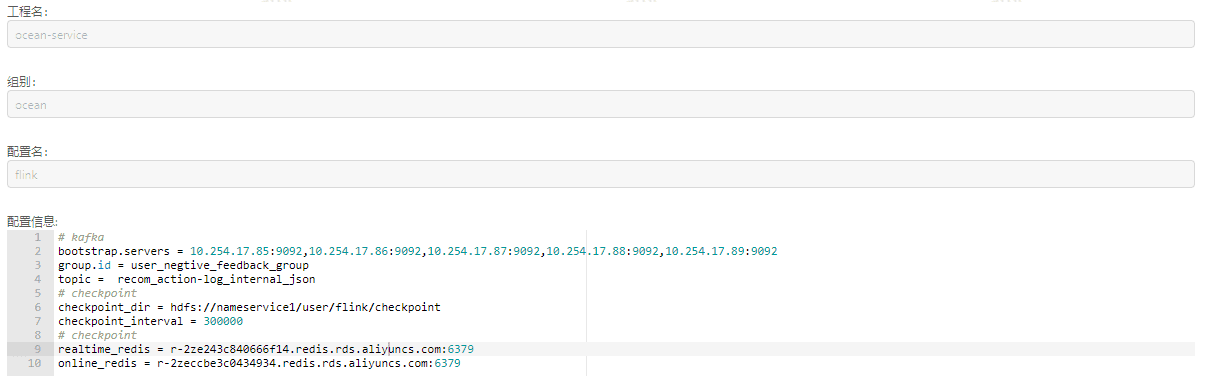 工程名:
ocean-service
组别:
ocean
配置名:
flink
配置信息:
1 # kafka
2 bootstrap.servers = 10.254.17.85:9092,10.254.17.86:9092,10.254.17.87:9092,10.254.17.88:9092,10.254.17.89:9092
3 group.id = user_negtive_feedback_group
4 topic =  recom_action-log_internal_json
5 # checkpoint
6 checkpoint_dir = hdfs://nameservice1/user/flink/checkpoint
7 checkpoint_interval = 300000
8 # checkpoint
9 realtime_redis = r-2ze243c840666f14.redis.rds.aliyuncs.com:6379
10 online_redis = r-2zeccbe3c0434934.redis.rds.aliyuncs.com:6379